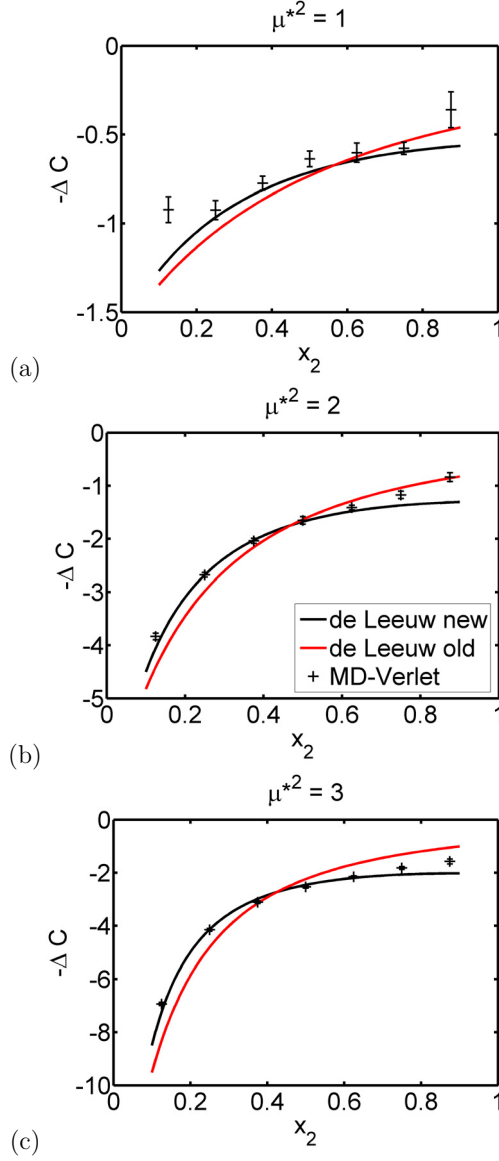 μ*2 = 1
0
-0.5
-1
-1.5
-Δ C
0
0.2
0.4
0.6
0.8
1
x2
(a)
μ*2 = 2
0
-1
-2
-3
-4
-5
-Δ C
de Leeuw new
de Leeuw old
MD-Verlet
0
0.2
0.4
0.6
0.8
1
x2
(b)
μ*2 = 3
0
-2
-4
-6
-8
-10
-Δ C
0
0.2
0.4
0.6
0.8
1
x2
(c)